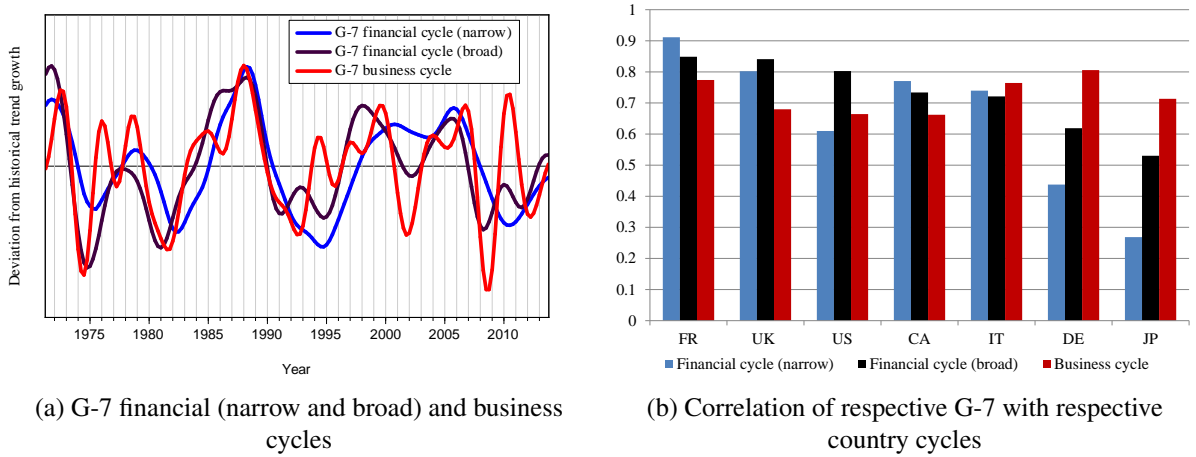 Deviation from historical trend growth
G-7 financial cycle (narrow)
G-7 financial cycle (broad)
G-7 business cycle
1975 1980 1985 1990 1995 2000 2005 2010
Year
(a) G-7 financial (narrow and broad) and business
cycles
1
0.9
0.8
0.7
0.6
0.5
0.4
0.3
0.2
0.1
0
FR UK US CA IT DE JP
Financial cycle (narrow) Financial cycle (broad) Business cycle
(b) Correlation of respective G-7 with respective
country cycles